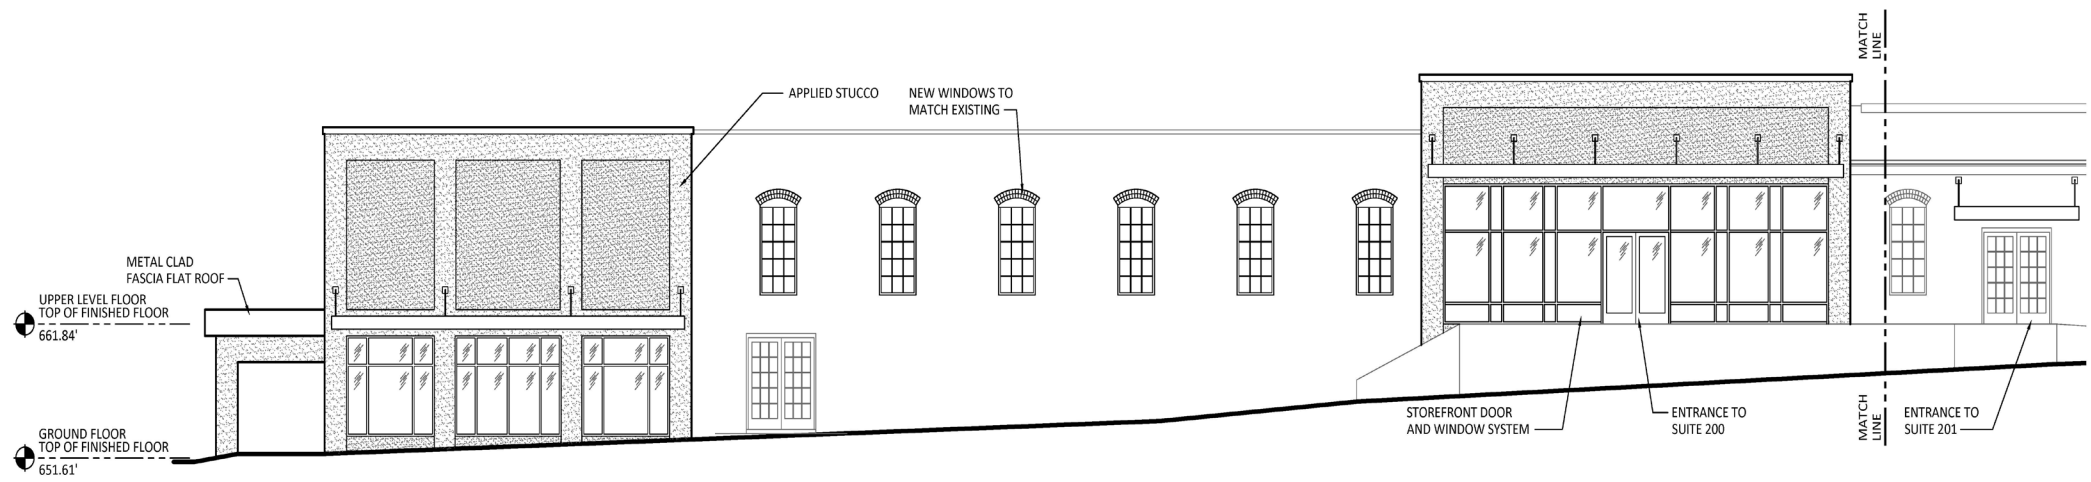 MATCH
LINE
APPLIED STUCCO
NEW WINDOWS TO
MATCH EXISTING
METAL CLAD
FASCIA FLAT ROOF
UPPER LEVEL FLOOR
TOP OF FINISHED FLOOR
661.84'
GROUND FLOOR
TOP OF FINISHED FLOOR
651.61'
STOREFRONT DOOR
AND WINDOW SYSTEM
ENTRANCE TO
SUITE 200
MATCH
LINE
ENTRANCE TO
SUITE 201